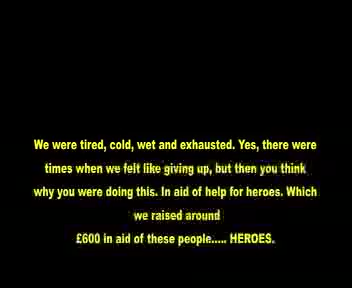 We were tired, cold, wet and exhausted. Yes, there were
times when we felt like giving up, but then you think
why you were doing this. In aid of help for heroes. Which
we raised around
£600 in aid of these people..... HEROES.